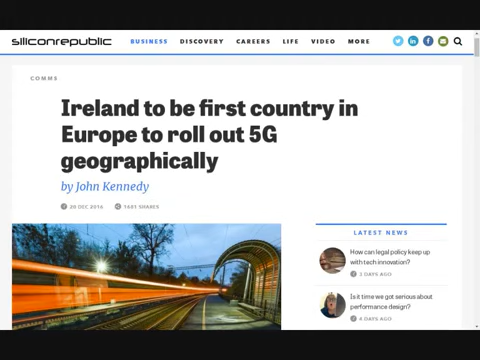 siliconrepublic BUSINESS DISCOVERY CAREERS LIFE VIDEO MORE
COMMS
Ireland to be first country in
Europe to roll out 5G
geographically
by John Kennedy
20 DEC 2016 1681 SHARES
LATEST NEWS
How can legal policy keep up
with tech innovation?
3 DAYS AGO
Is it time we got serious about
performance design?
4 DAYS AGO